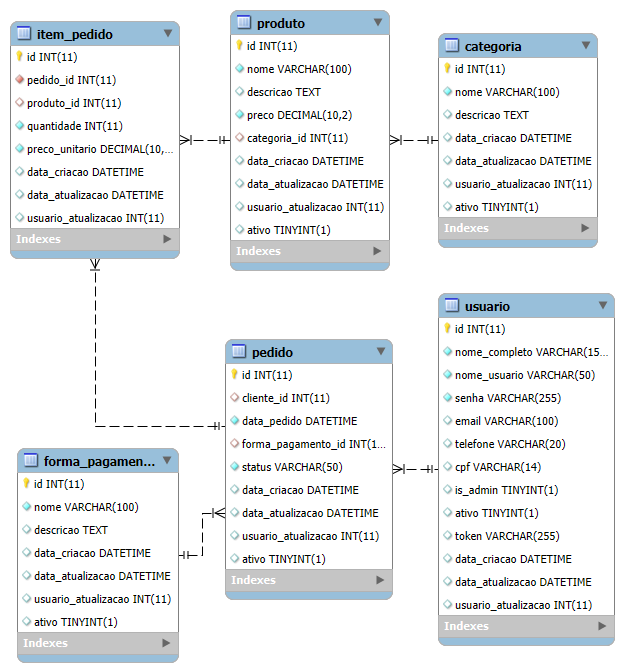 item_pedido
id INT(11)
pedido_id INT(11)
produto_id INT(11)
quantidade INT(11)
preco_unitario DECIMAL(10,...
data_criacao DATETIME
data_atualizacao DATETIME
usuario_atualizacao INT(11)
Indexes
produto
id INT(11)
nome VARCHAR(100)
descricao TEXT
preco DECIMAL(10,2)
categoria_id INT(11)
data_criacao DATETIME
data_atualizacao DATETIME
usuario_atualizacao INT(11)
ativo TINYINT(1)
Indexes
categoria
id INT(11)
nome VARCHAR(100)
descricao TEXT
data_criacao DATETIME
data_atualizacao DATETIME
usuario_atualizacao INT(11)
ativo TINYINT(1)
Indexes
forma_pagamen...
id INT(11)
nome VARCHAR(100)
descricao TEXT
data_criacao DATETIME
data_atualizacao DATETIME
usuario_atualizacao INT(11)
ativo TINYINT(1)
Indexes
pedido
id INT(11)
cliente_id INT(11)
data_pedido DATETIME
forma_pagamento_id INT(1...
status VARCHAR(50)
data_criacao DATETIME
data_atualizacao DATETIME
usuario_atualizacao INT(11)
ativo TINYINT(1)
Indexes
usuario
id INT(11)
nome_completo VARCHAR(15...
nome_usuario VARCHAR(50)
senha VARCHAR(255)
email VARCHAR(100)
telefone VARCHAR(20)
cpf VARCHAR(14)
is_admin TINYINT(1)
ativo TINYINT(1)
token VARCHAR(255)
data_criacao DATETIME
data_atualizacao DATETIME
usuario_atualizacao INT(11)
Indexes